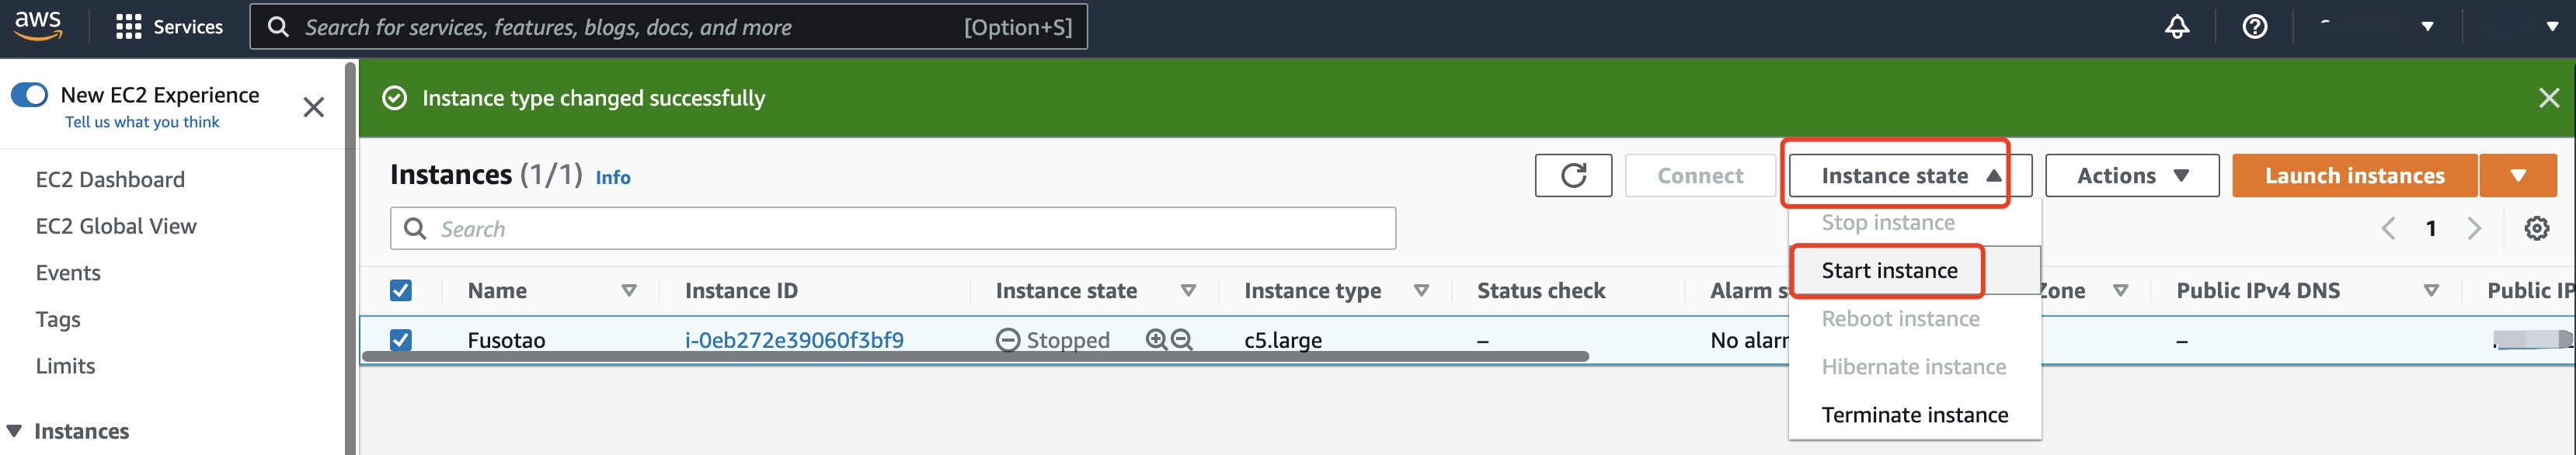 aws
Services
Search for services, features, blogs, docs, and more
[Option+S]
New EC2 Experience
Tell us what you think
EC2 Dashboard
EC2 Global View
Events
Tags
Limits
Instances
Instance type changed successfully
Instances (1/1) Info
Connect
Instance state
Actions
Launch instances
Search
1
Stop instance
Start instance
Reboot instance
Hibernate instance
Terminate instance
Name Instance ID Instance state Instance type Status check Alarm Zone Public IPv4 DNS Public IP
Fusotao i-0eb272e39060f3bf9 Stopped c5.large – No –